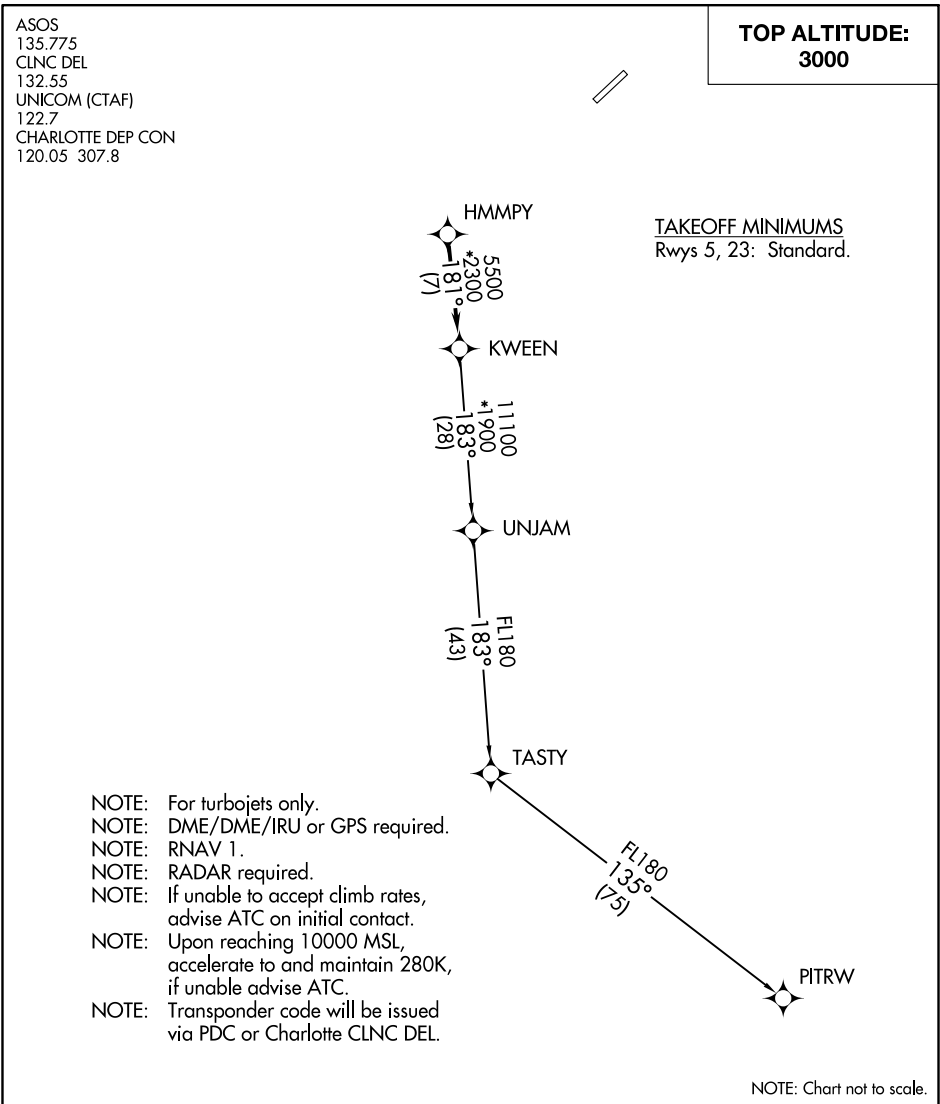 ASOS
135.775
CLNC DEL
132.55
UNICOM (CTAF)
122.7
CHARLOTTE DEP CON
120.05 307.8
TOP ALTITUDE:
3000
TAKEOFF MINIMUMS
Rwys 5, 23: Standard.
HMMPY
5500
*2300
181°
(7)
KWEEN
11100
*1900
183°
(28)
UNJAM
FL180
183°
(43)
TASTY
FL180
135°
(75)
PITRW
NOTE: For turbojets only.
NOTE: DME/DME/IRU or GPS required.
NOTE: RNAV 1.
NOTE: RADAR required.
NOTE: If unable to accept climb rates,
advise ATC on initial contact.
NOTE: Upon reaching 10000 MSL,
accelerate to and maintain 280K,
if unable advise ATC.
NOTE: Transponder code will be issued
via PDC or Charlotte CLNC DEL.
NOTE: Chart not to scale.